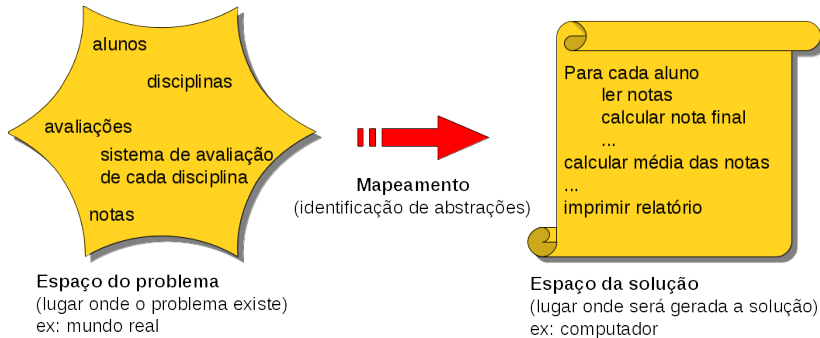 alunos
disciplinas
avaliações
sistema de avaliação
de cada disciplina
notas
Espaço do problema
(lugar onde o problema existe)
ex: mundo real
Mapeamento
(identificação de abstrações)
Para cada aluno
ler notas
calcular nota final
...
calcular média das notas
...
imprimir relatório
Espaço da solução
(lugar onde será gerada a solução)
ex: computador